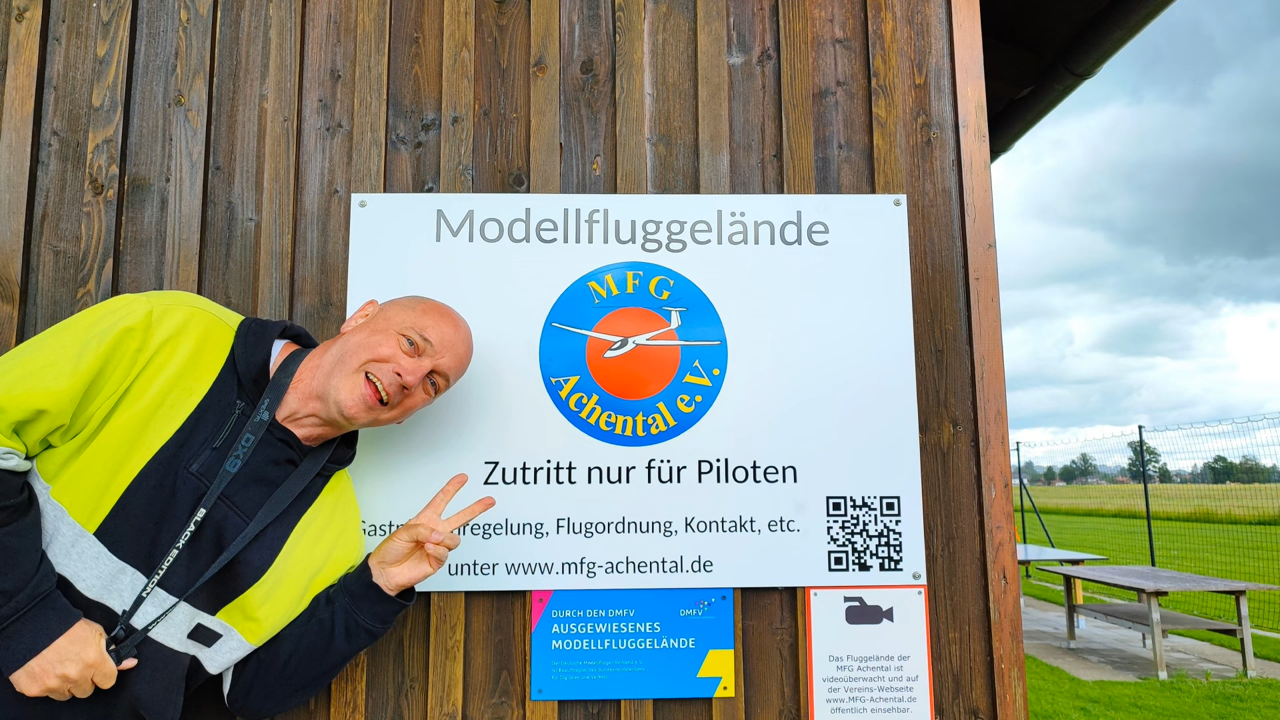 Modellfluggelände
MFG
Achental e.V.
Zutritt nur für Piloten
regelung, Flugordnung, Kontakt, etc.
unter www.mfg-achental.de
DURCH DEN DMFV
AUSGEWIESENES
MODELLFLUGGELÄNDE
DMFV
Das Fluggelände der
MFG Achental ist
videoüberwacht und auf
der Vereins-Webseite
www.MFG-Achental.de
öffentlich einsehbar.
DX9
BLACK EDITION